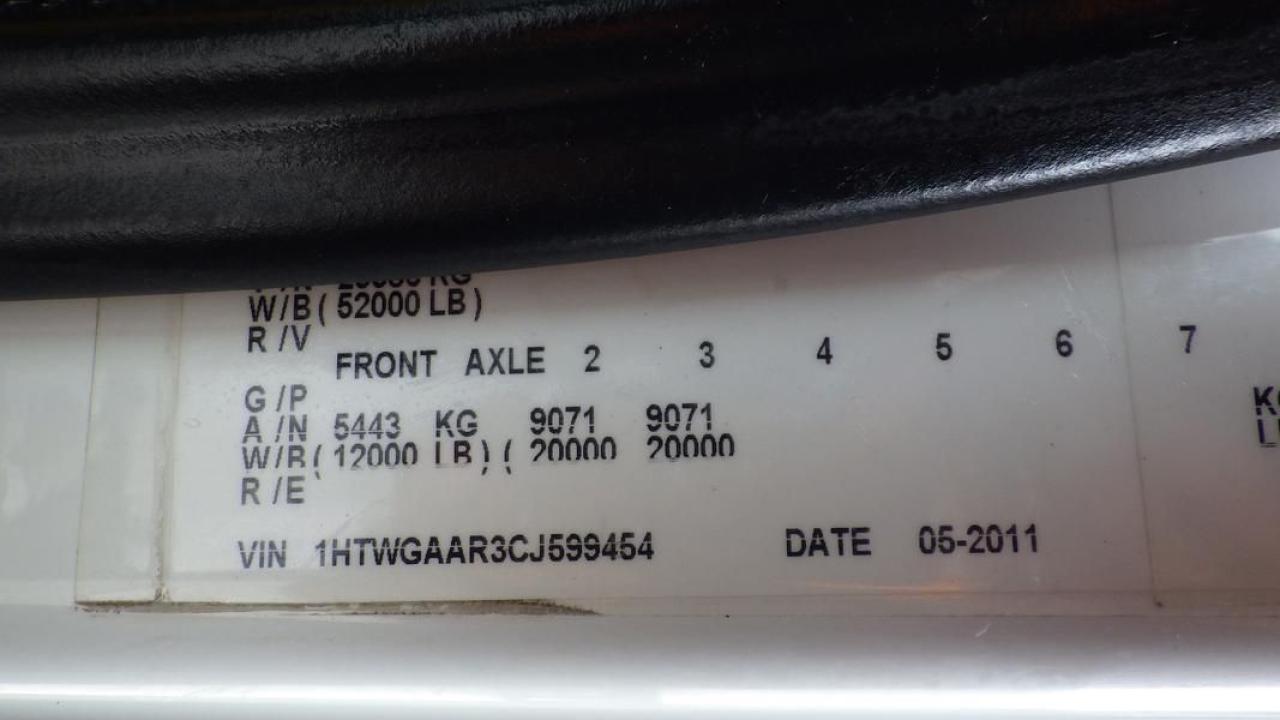 W/B ( 52000 LB )
R /V
FRONT AXLE 2 3 4 5 6 7
G /P
A /N 5443 KG 9071 9071
W/B ( 12000 LB ) ( 20000 20000
R /E
VIN 1HTWGAAR3CJ599454 DATE 05-2011